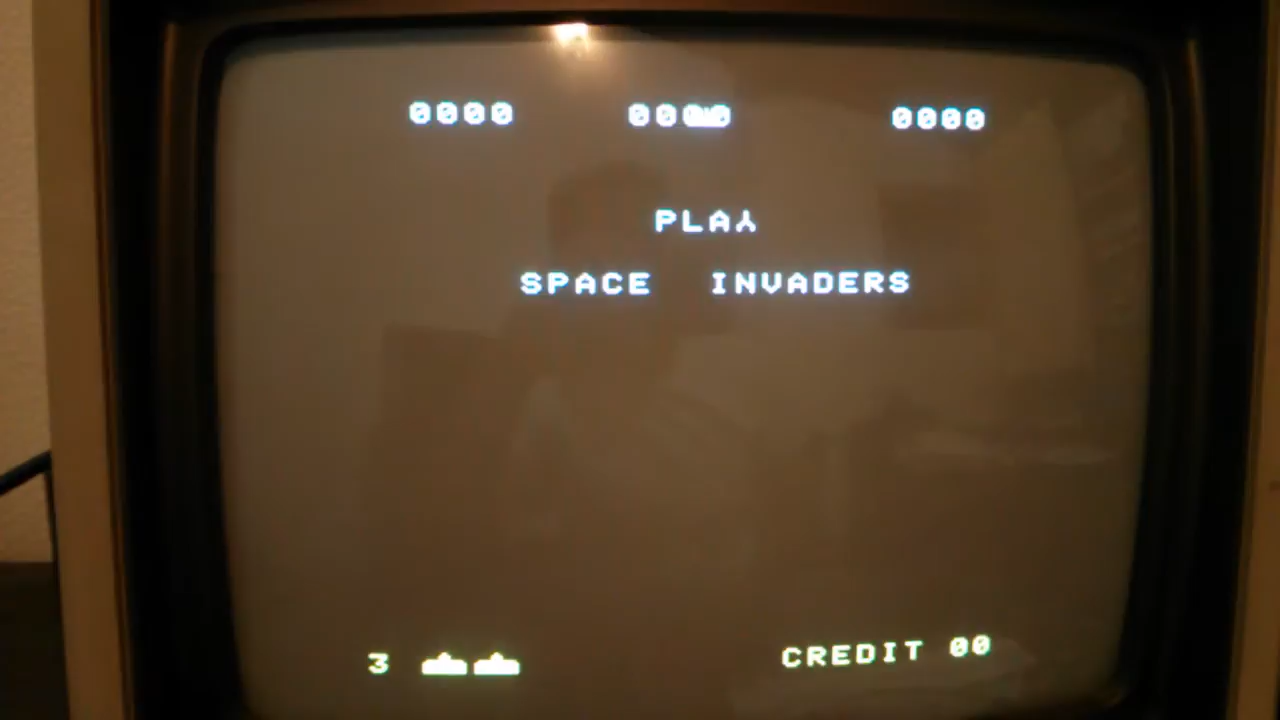 0000 0000 0000
PLAY
SPACE INVADERS
3 CREDIT 00